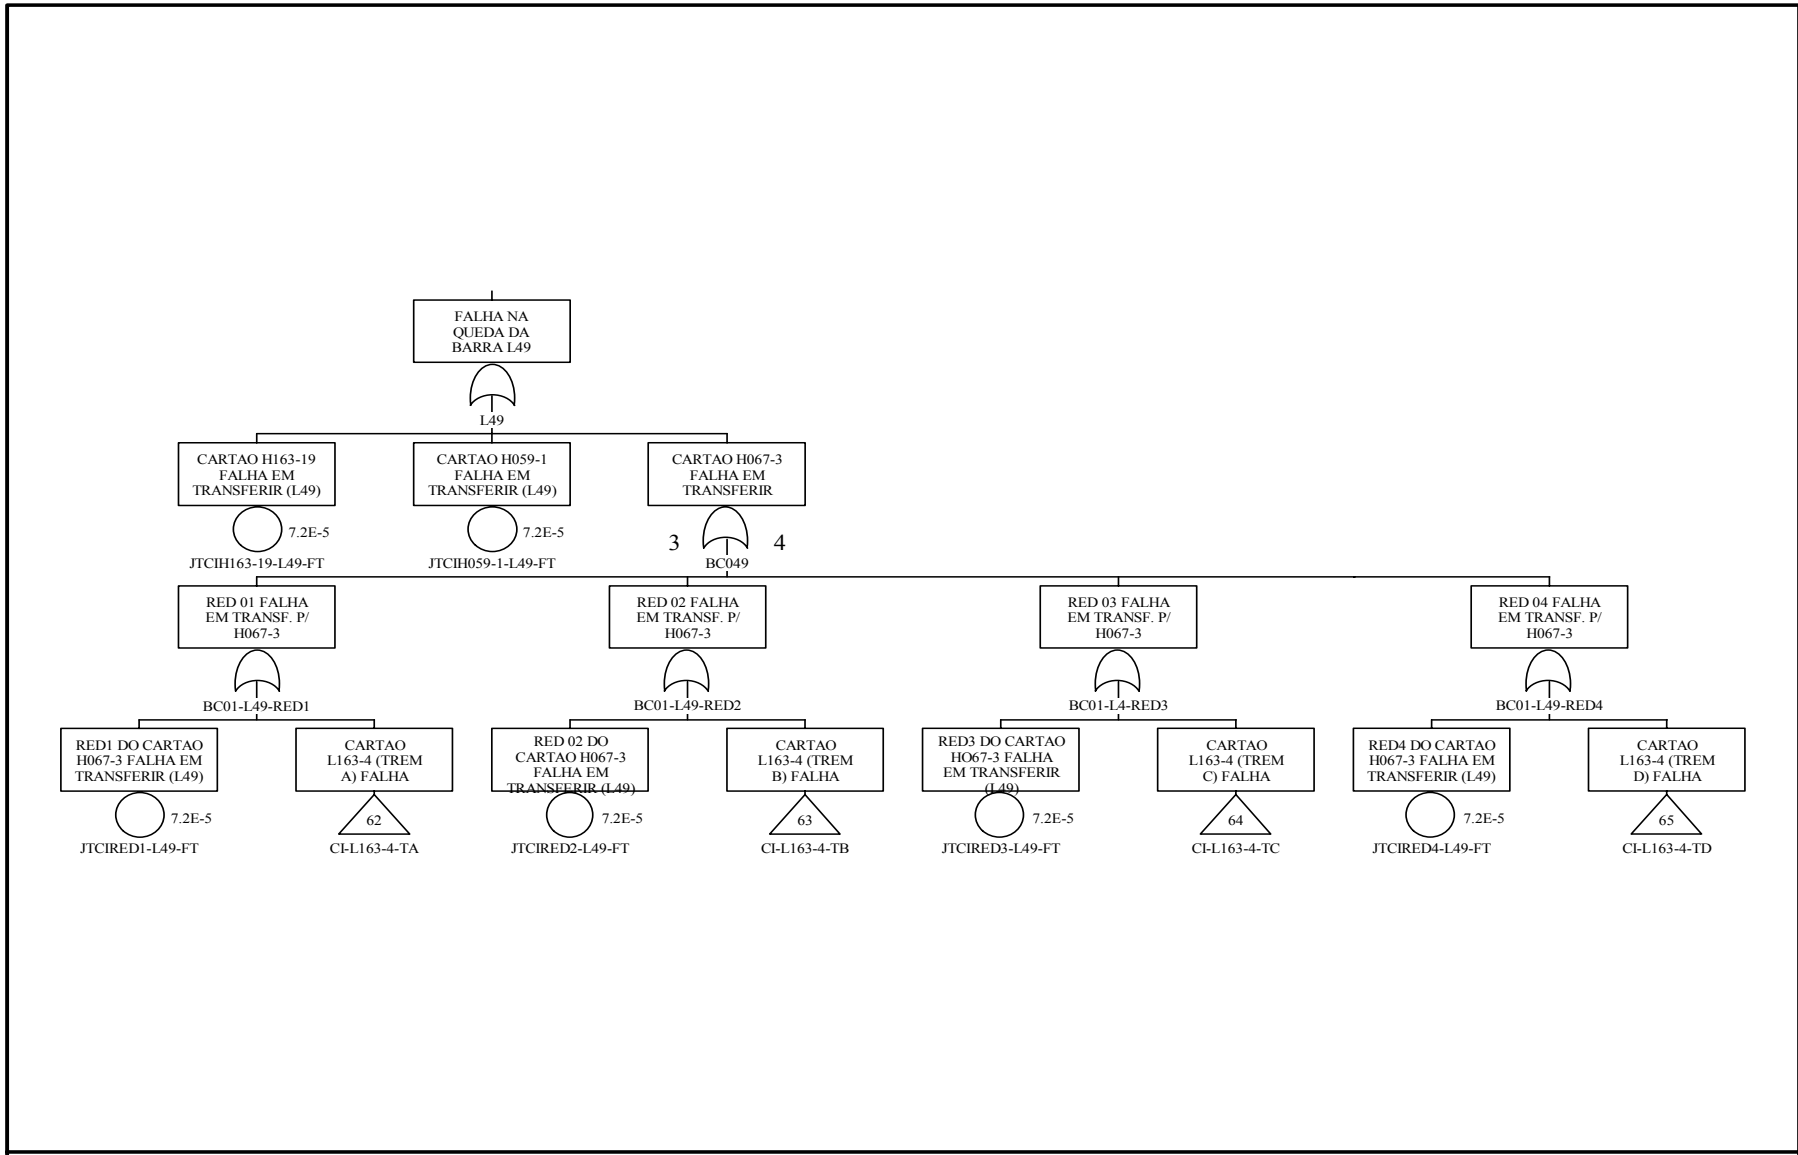 FALHA NA
QUEDA DA
BARRA L49
L49
CARTAO H163-19
FALHA EM
TRANSFERIR (L49)
7.2E-5
JTCIH163-19-L49-FT
CARTAO H059-1
FALHA EM
TRANSFERIR (L49)
7.2E-5
JTCIH059-1-L49-FT
CARTAO H067-3
FALHA EM
TRANSFERIR
3
4
BC049
RED 01 FALHA
EM TRANSF. P/
H067-3
BC01-L49-RED1
RED 02 FALHA
EM TRANSF. P/
H067-3
BC01-L49-RED2
RED 03 FALHA
EM TRANSF. P/
H067-3
BC01-L4-RED3
RED 04 FALHA
EM TRANSF. P/
H067-3
BC01-L49-RED4
RED1 DO CARTAO
H067-3 FALHA EM
TRANSFERIR (L49)
7.2E-5
JTCIRED1-L49-FT
CARTAO
L163-4 (TREM
A) FALHA
62
CI-L163-4-TA
RED 02 DO
CARTAO H067-3
FALHA EM
TRANSFERIR (L49)
7.2E-5
JTCIRED2-L49-FT
CARTAO
L163-4 (TREM
B) FALHA
63
CI-L163-4-TB
RED3 DO CARTAO
HO67-3 FALHA
EM TRANSFERIR
(L49)
7.2E-5
JTCIRED3-L49-FT
CARTAO
L163-4 (TREM
C) FALHA
64
CI-L163-4-TC
RED4 DO CARTAO
H067-3 FALHA EM
TRANSFERIR (L49)
7.2E-5
JTCIRED4-L49-FT
CARTAO
L163-4 (TREM
D) FALHA
65
CI-L163-4-TD